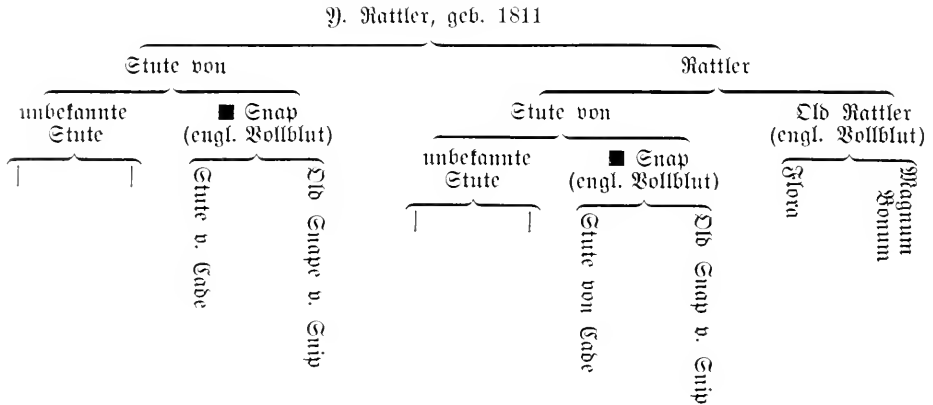 Y. Rattler, geb. 1811
Stute von
Rattler
unbekannte
Stute
■ Snap
(engl. Vollblut)
Stute von
Old Rattler
(engl. Vollblut)
unbekannte
Stute
■ Snap
(engl. Vollblut)
Stute v. Cade
Old Snape v. Snip
Stute von Cade
Old Snap v. Snip
Flora
Magnum
Bonum